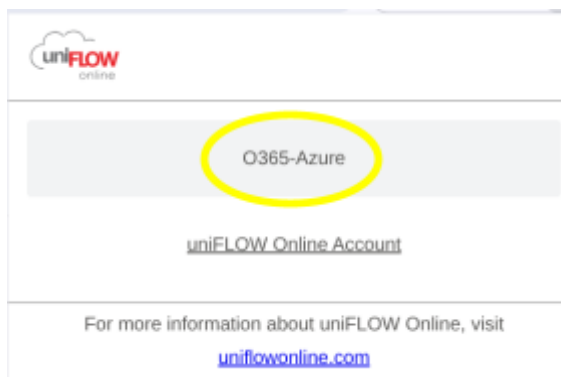 uniFLOW
online
O365-Azure
uniFLOW Online Account
For more information about uniFLOW Online, visit
uniflowonline.com